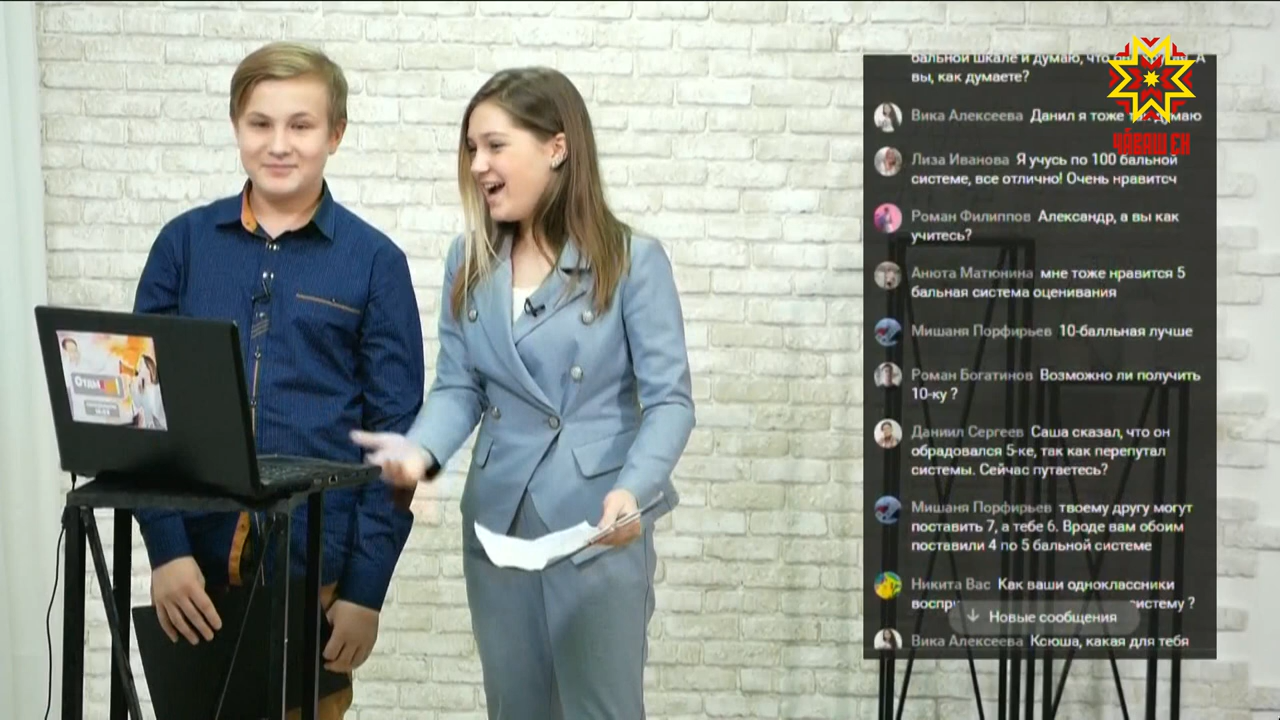 бальной шкале и думаю, что
вы, как думаете?
ЧӐВАШ ЕН
Вика Алексеева Данил я тоже думаю
Лиза Иванова Я учусь по 100 бальной
системе, все отлично! Очень нравитсч
Роман Филиппов Александр, а вы как
учитесь?
Анюта Матюнина мне тоже нравится 5
бальная система оценивания
Мишаня Порфирьев 10-балльная лучше
Роман Богатинов Возможно ли получить
10-ку ?
Даниил Сергеев Саша сказал, что он
обрадовался 5-ке, так как перепутал
системы. Сейчас путаетесь?
Мишаня Порфирьев твоему другу могут
поставить 7, а тебе 6. Вроде вам обоим
поставили 4 по 5 бальной системе
Никита Вас Как ваши одноклассники
Новые сообщения
Вика Алексеева Ксюша, какая для тебя